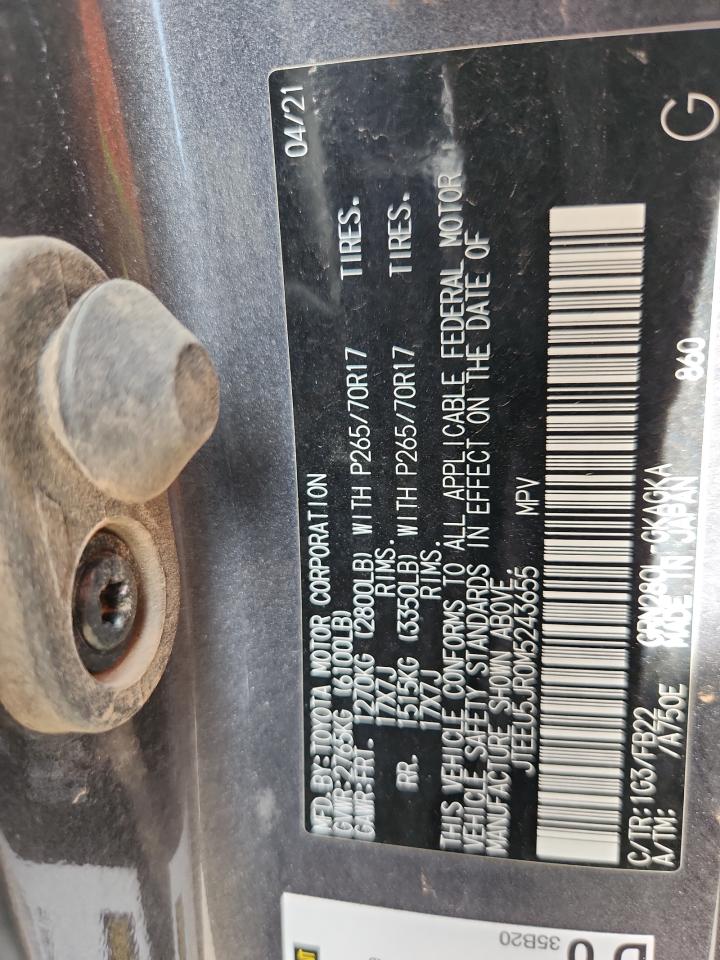 MFD. BY: TOYOTA MOTOR CORPORATION 04/21
GVWR: 2765KG (6100LB)
GAWR: FRT. 1270KG (2800LB) WITH P265/70R17 TIRES.
17X7J RIMS.
RR. 1515KG (3350LB) WITH P265/70R17 TIRES.
17X7J RIMS.
THIS VEHICLE CONFORMS TO ALL APPLICABLE FEDERAL MOTOR
VEHICLE SAFETY STANDARDS IN EFFECT ON THE DATE OF
MANUFACTURE SHOWN ABOVE.
JTEEU5JR0M5243655 MPV
C/TR: 1G3/FB22 GRN280L-GKAGKA 860 G
A/TM: /A750E MADE IN JAPAN
35B20